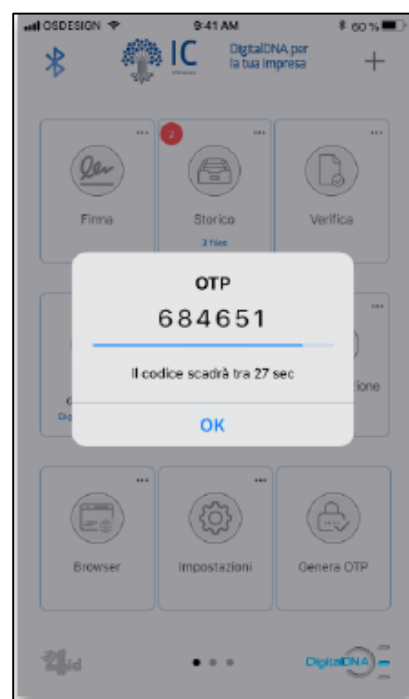 OSDESIGN 9:41 AM 60 %
IC DigitalDNA per
la tua impresa
2
Firma Storico Verifica
3 files
OTP
684651
Il codice scadrà tra 27 sec
OK
Browser Impostazioni Genera OTP
DigitalDNA